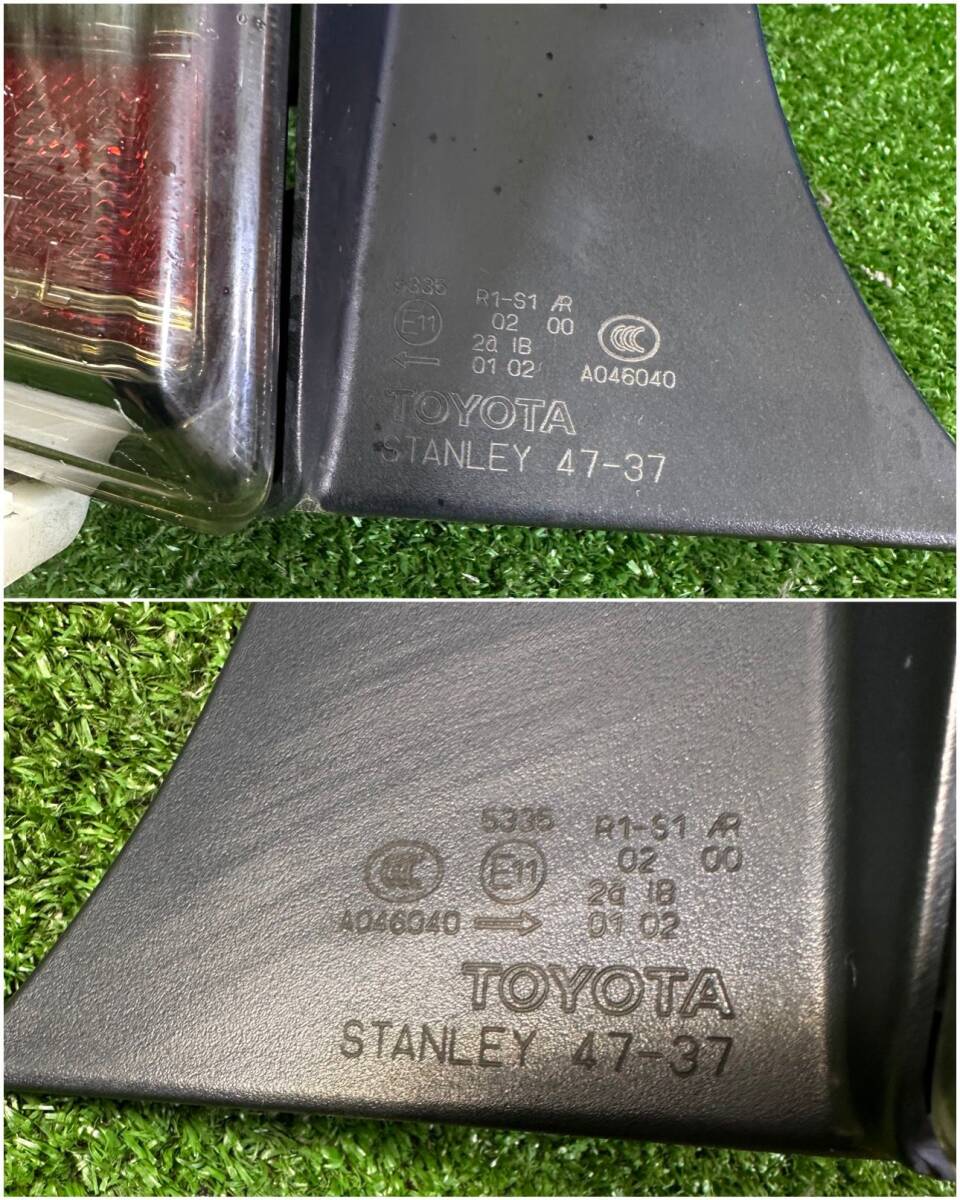 5335 R1-S1 AR
E11 02 00
2a IB
01 02 A046040
TOYOTA
STANLEY 47-37
5335 R1-S1 AR
E11 02 00
2a IB
A046040 01 02
TOYOTA
STANLEY 47-37